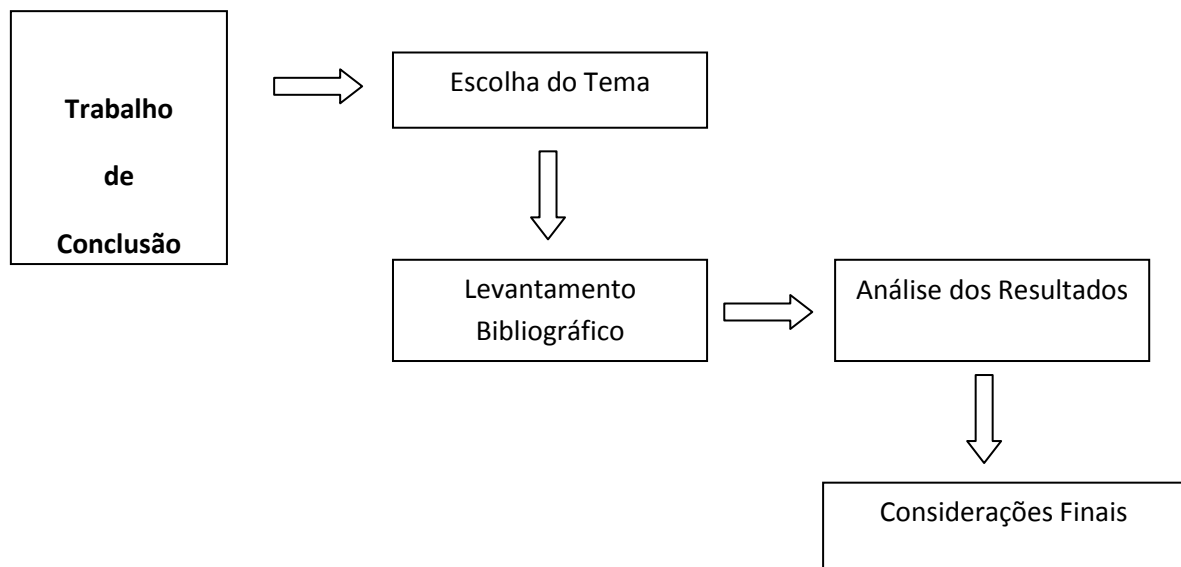 Trabalho
de
Conclusão
Escolha do Tema
Levantamento
Bibliográfico
Análise dos Resultados
Considerações Finais